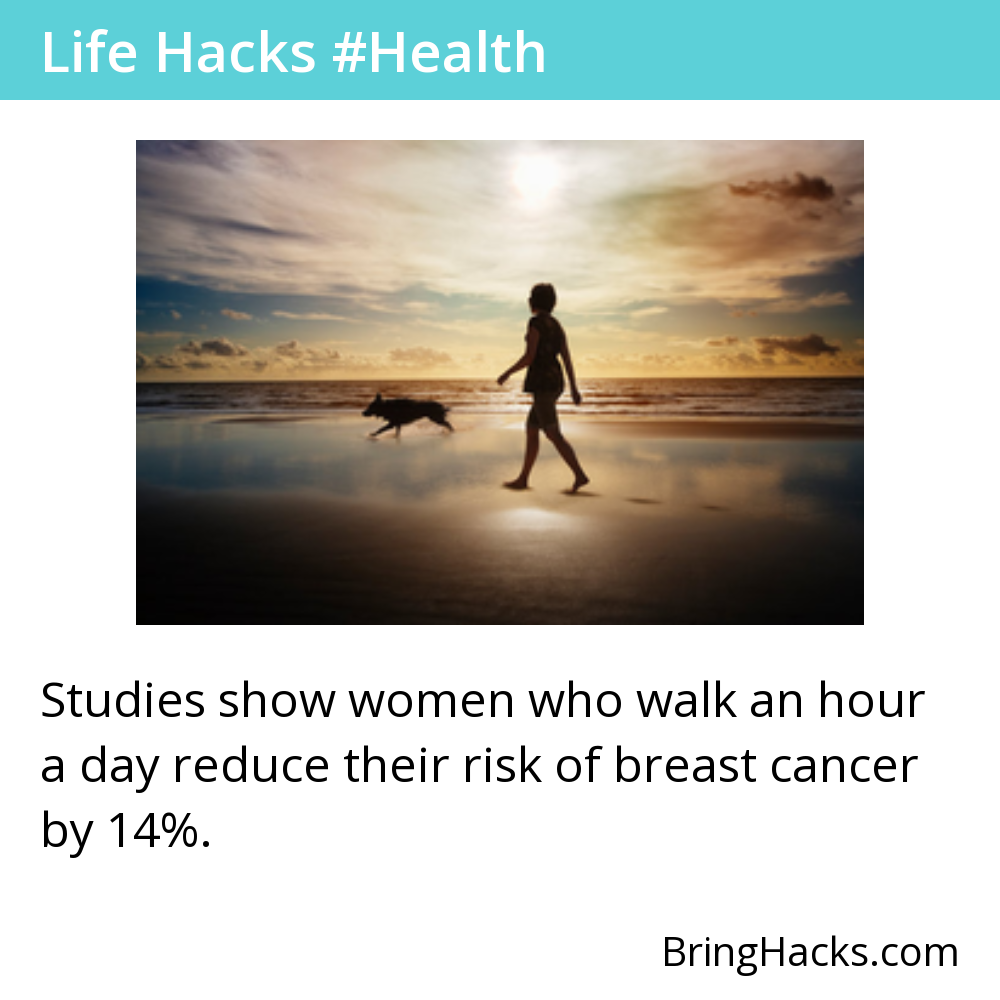 Life Hacks #Health
Studies show women who walk an hour
a day reduce their risk of breast cancer
by 14%.
BringHacks.com